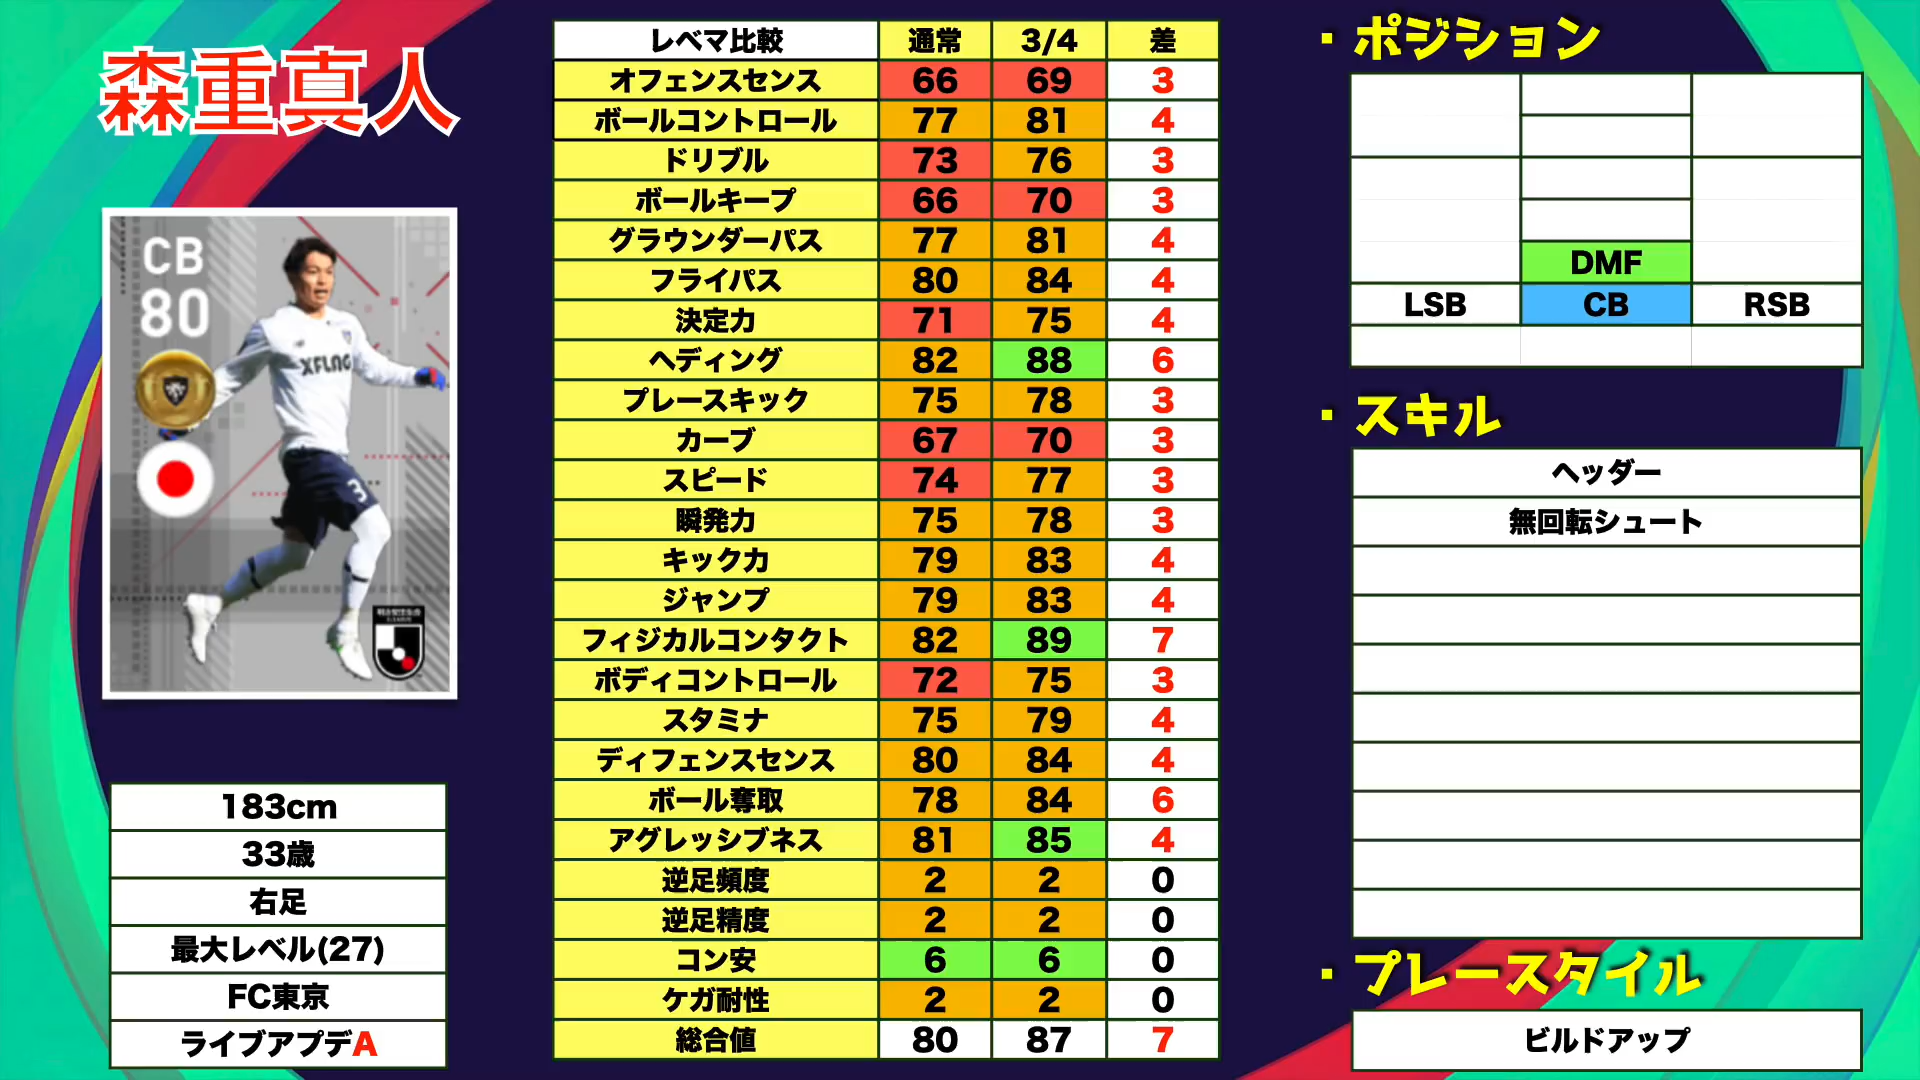 森重真人
CB
80
XFLAG
3
183cm
33歳
右足
最大レベル(27)
FC東京
ライブアプデA
レベマ比較 通常 3/4 差
オフェンスセンス 66 69 3
ボールコントロール 77 81 4
ドリブル 73 76 3
ボールキープ 66 70 3
グラウンダーパス 77 81 4
フライパス 80 84 4
決定力 71 75 4
ヘディング 82 88 6
プレースキック 75 78 3
カーブ 67 70 3
スピード 74 77 3
瞬発力 75 78 3
キック力 79 83 4
ジャンプ 79 83 4
フィジカルコンタクト 82 89 7
ボディコントロール 72 75 3
スタミナ 75 79 4
ディフェンスセンス 80 84 4
ボール奪取 78 84 6
アグレッシブネス 81 85 4
逆足頻度 2 2 0
逆足精度 2 2 0
コン安 6 6 0
ケガ耐性 2 2 0
総合値 80 87 7
・ポジション
DMF
LSB CB RSB
・スキル
ヘッダー
無回転シュート
・プレースタイル
ビルドアップ